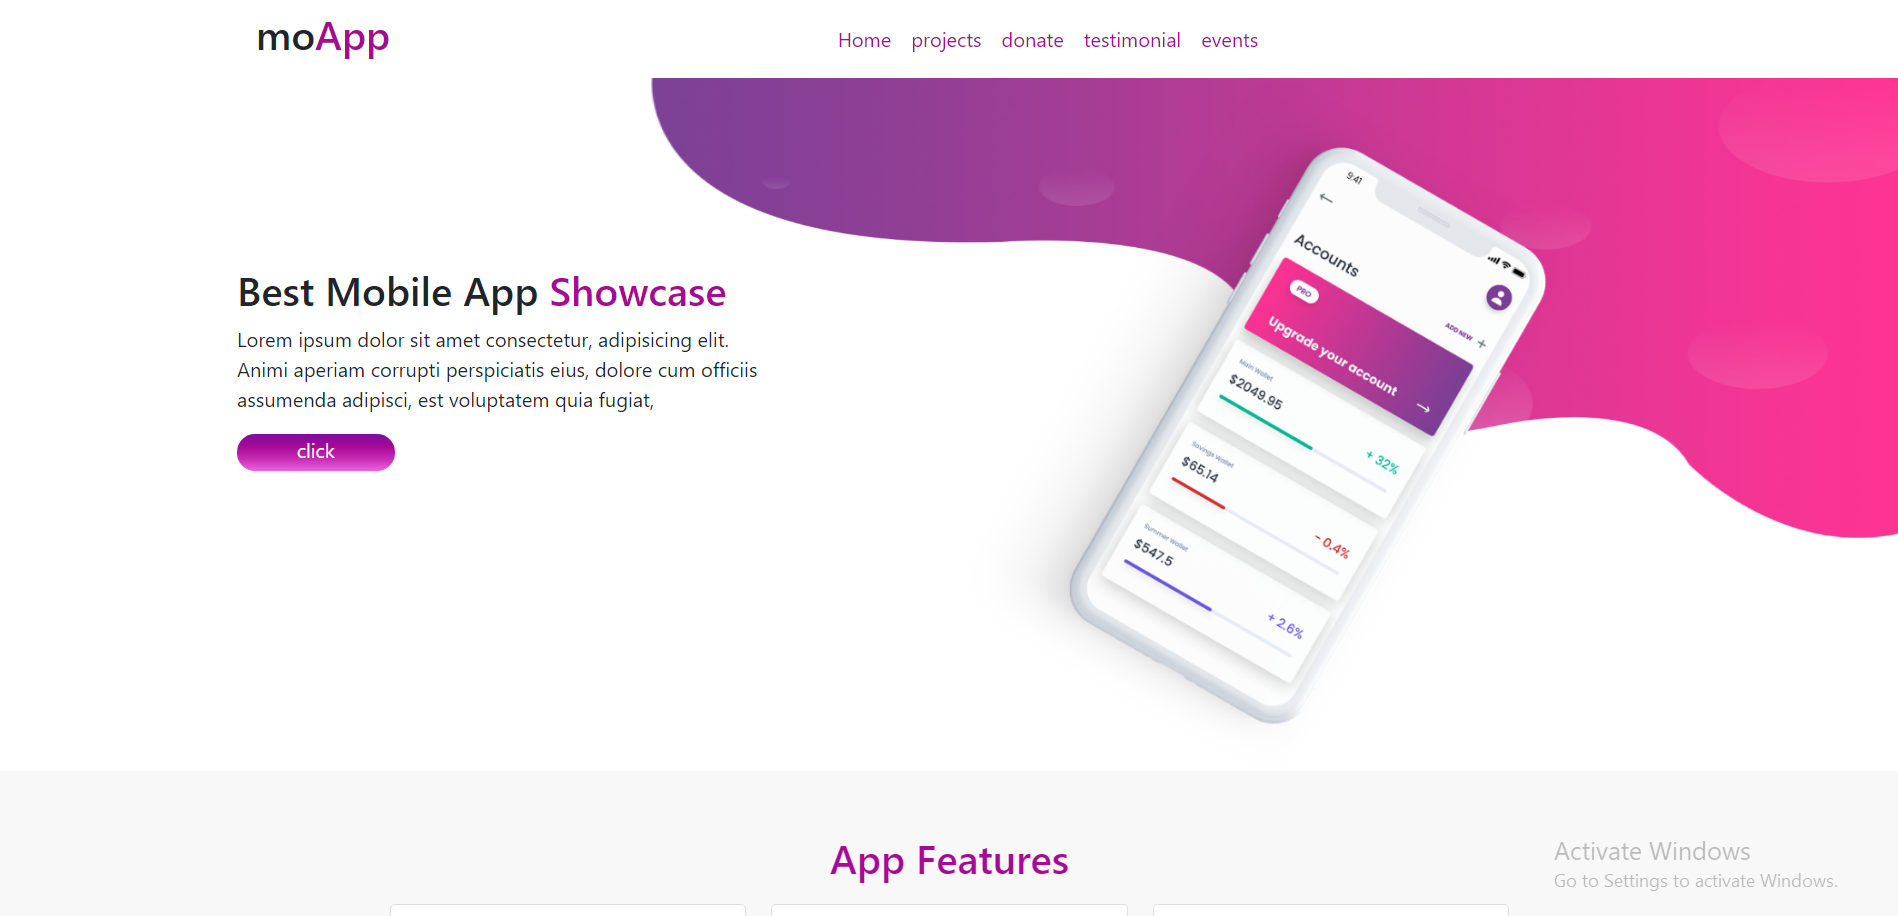 moApp
Home projects donate testimonial events
Best Mobile App Showcase
Lorem ipsum dolor sit amet consectetur, adipisicing elit.
Animi aperiam corrupti perspiciatis eius, dolore cum officiis
assumenda adipisci, est voluptatem quia fugiat,
click
9:41
Accounts
PRO
ADD NEW +
Upgrade your account
Main Wallet
$2049.95
+ 32%
Savings Wallet
$65.14
- 0.4%
Summer Wallet
$547.5
+ 2.6%
App Features
Activate Windows
Go to Settings to activate Windows.